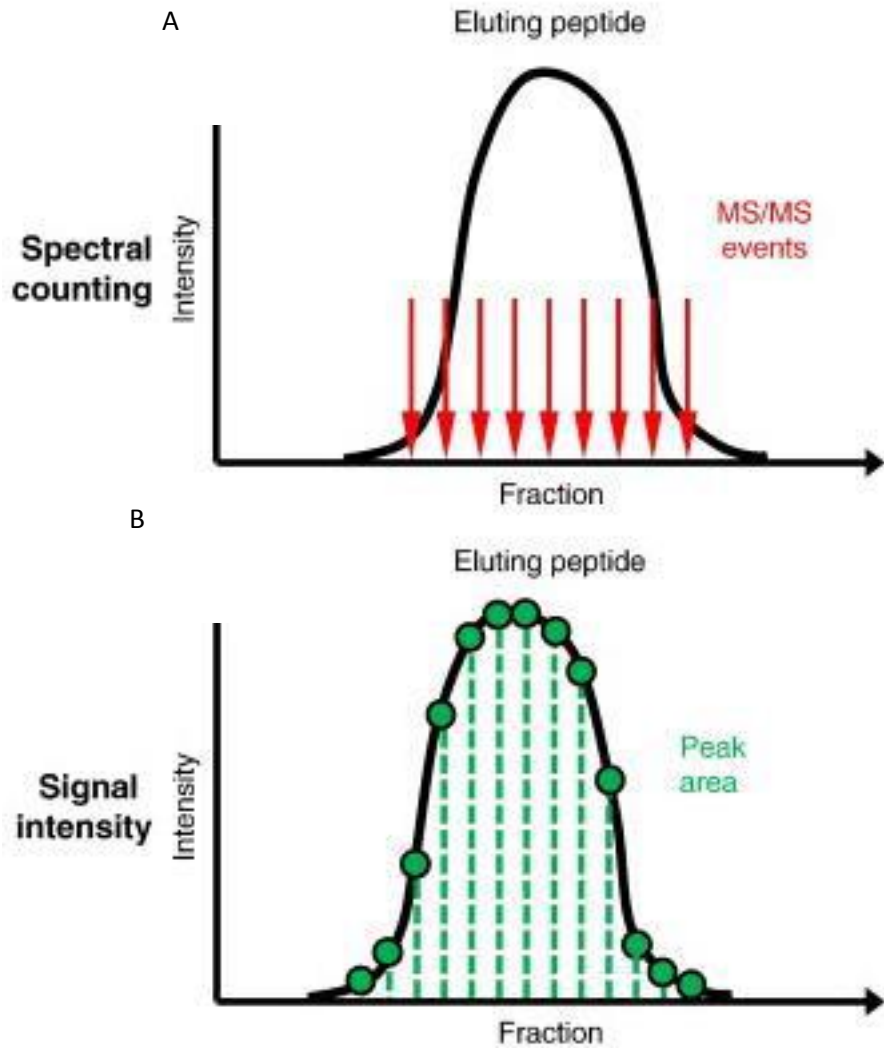 A
Eluting peptide
Spectral
counting
Intensity
MS/MS
events
Fraction
B
Eluting peptide
Signal
intensity
Intensity
Peak
area
Fraction